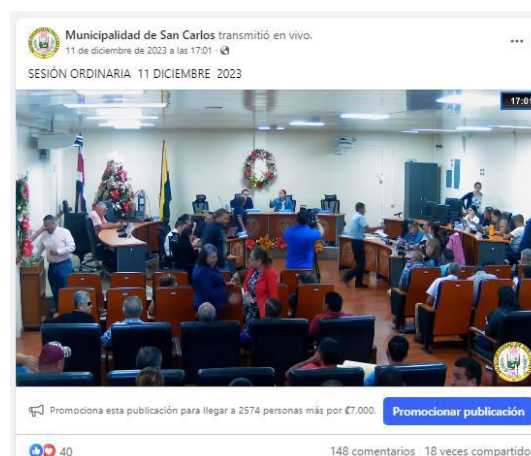 Municipalidad de San Carlos transmitió en vivo.
11 de diciembre de 2023 a las 17:01 ·
SESIÓN ORDINARIA 11 DICIEMBRE 2023
17:01
Promociona esta publicación para llegar a 2574 personas más por ₡7.000.
Promocionar publicación
40
148 comentarios 18 veces compartido